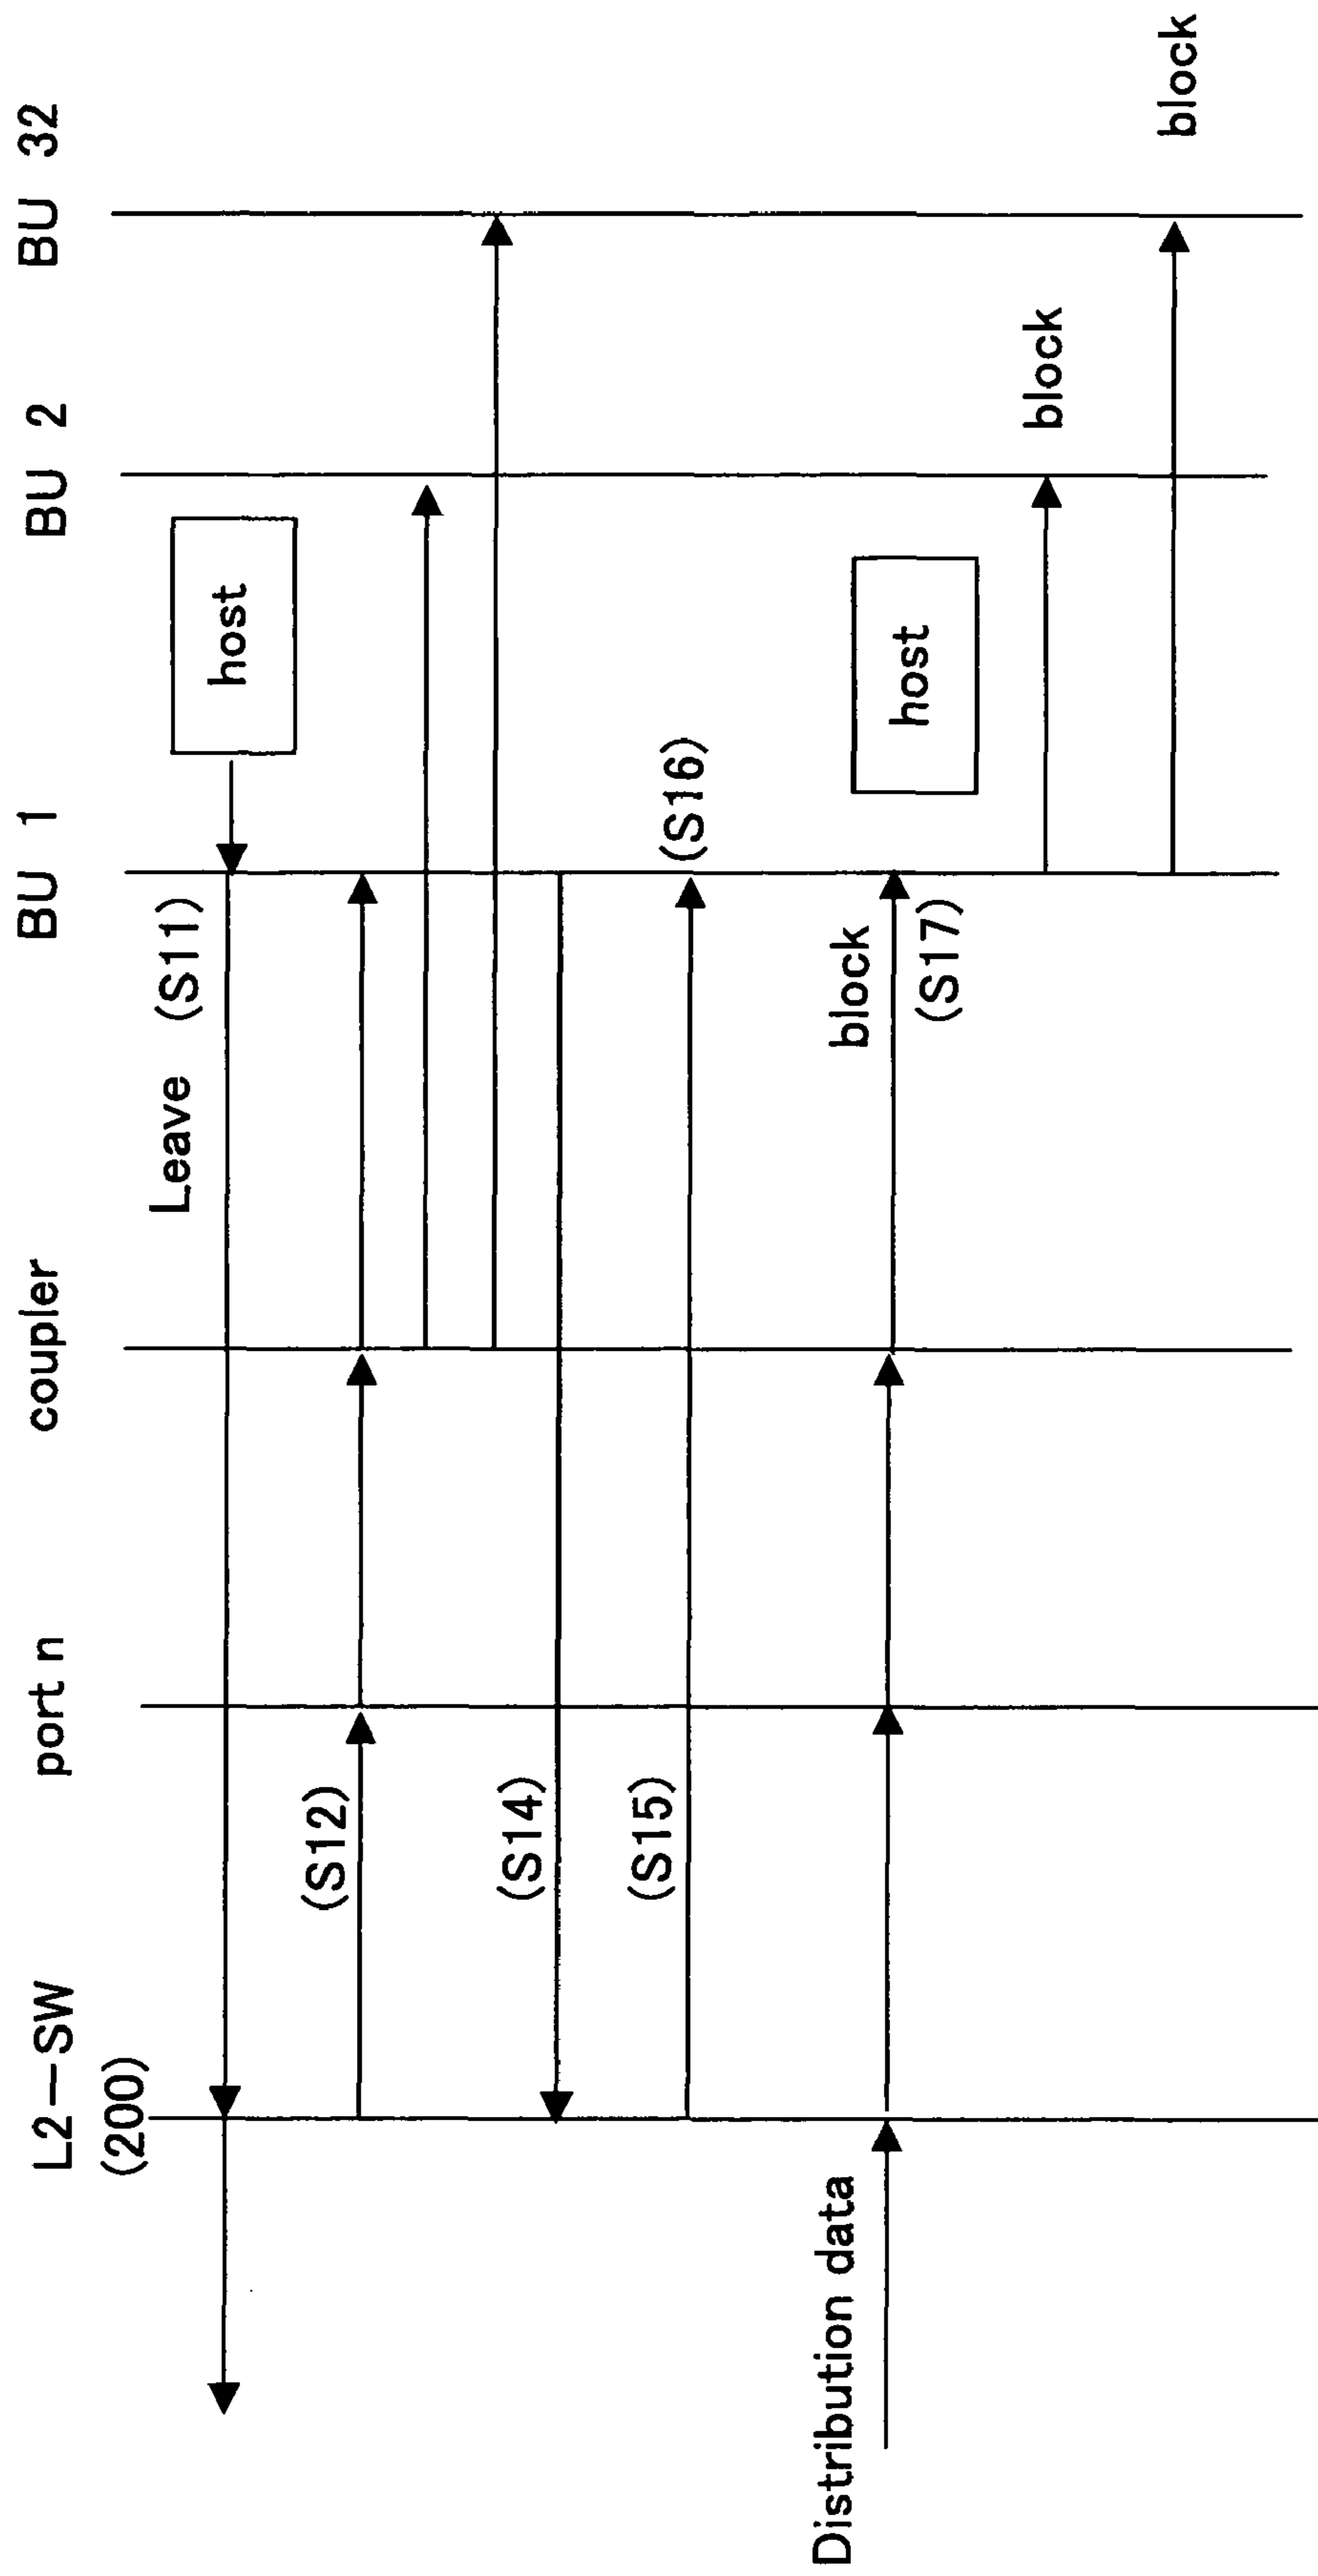 L2—SW
(200)
port n
coupler
BU 1
BU 2
BU 32
host
Leave (S11)
(S12)
(S14)
(S15)
(S16)
Distribution data
block
(S17)
host
block
block